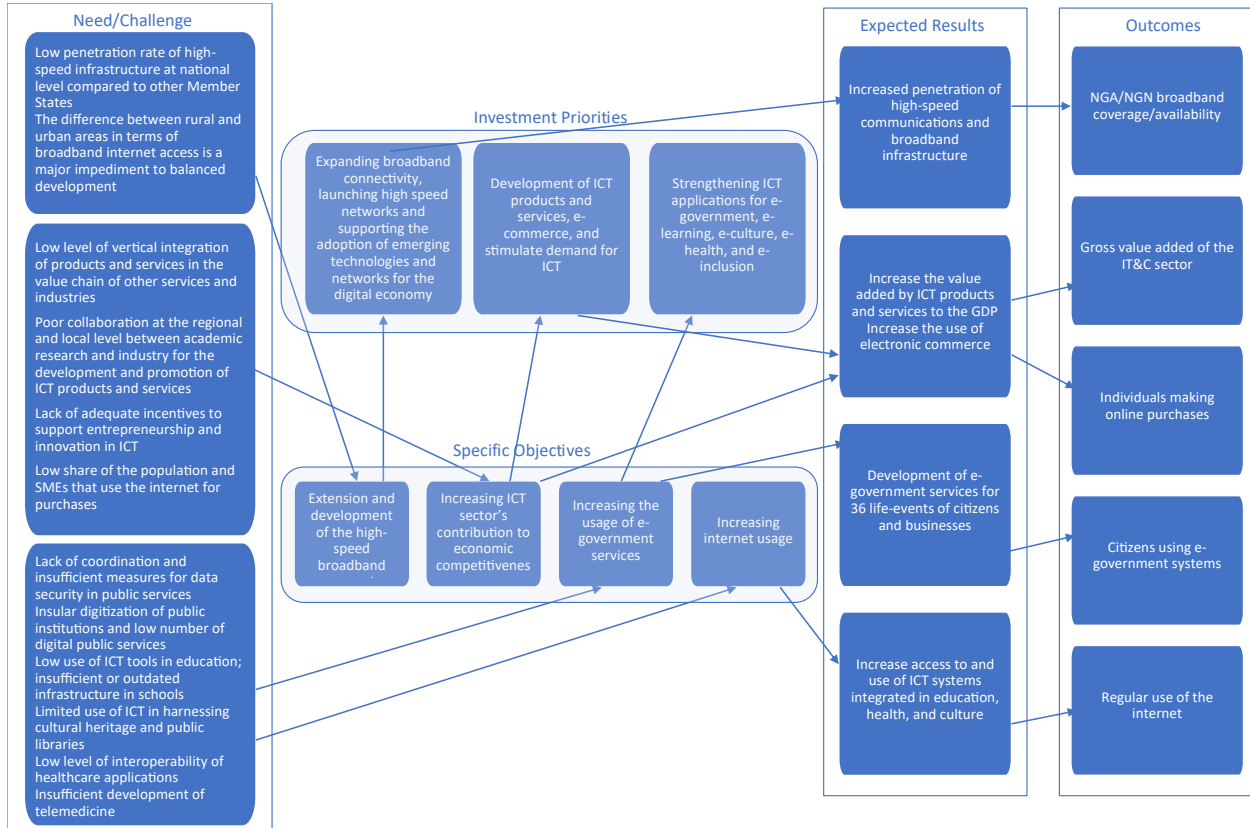 Need/Challenge
Low penetration rate of high-
speed infrastructure at national
level compared to other Member
States
The difference between rural and
urban areas in terms of
broadband internet access is a
major impediment to balanced
development
Low level of vertical integration
of products and services in the
value chain of other services and
industries
Poor collaboration at the regional
and local level between academic
research and industry for the
development and promotion of
ICT products and services
Lack of adequate incentives to
support entrepreneurship and
innovation in ICT
Low share of the population and
SMEs that use the internet for
purchases
Lack of coordination and
insufficient measures for data
security in public services
Insular digitization of public
institutions and low number of
digital public services
Low use of ICT tools in education;
insufficient or outdated
infrastructure in schools
Limited use of ICT in harnessing
cultural heritage and public
libraries
Low level of interoperability of
healthcare applications
Insufficient development of
telemedicine
Investment Priorities
Expanding broadband
connectivity,
launching high speed
networks and
supporting the
adoption of emerging
technologies and
networks for the
digital economy
Development of ICT
products and
services, e-
commerce, and
stimulate demand for
ICT
Strengthening ICT
applications for e-
government, e-
learning, e-culture, e-
health, and e-
inclusion
Specific Objectives
Extension and
development
of the high-
speed
broadband
Increasing ICT
sector's
contribution to
economic
competitivenes
Increasing the
usage of e-
government
services
Increasing
internet usage
Expected Results
Increased penetration of
high-speed
communications and
broadband
infrastructure
Increase the value
added by ICT products
and services to the GDP
Increase the use of
electronic commerce
Development of e-
government services for
36 life-events of citizens
and businesses
Increase access to and
use of ICT systems
integrated in education,
health, and culture
Outcomes
NGA/NGN broadband
coverage/availability
Gross value added of the
IT&C sector
Individuals making
online purchases
Citizens using e-
government systems
Regular use of the
internet